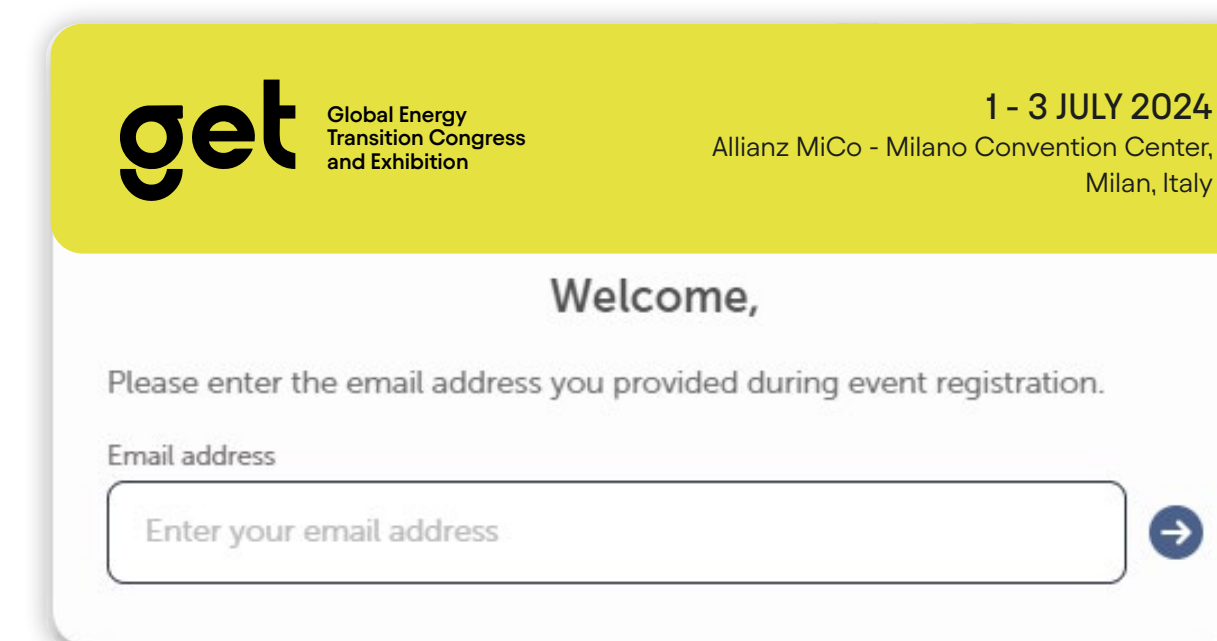 get
Global Energy
Transition Congress
and Exhibition
1 - 3 JULY 2024
Allianz MiCo - Milano Convention Center,
Milan, Italy
Welcome,
Please enter the email address you provided during event registration.
Email address
Enter your email address